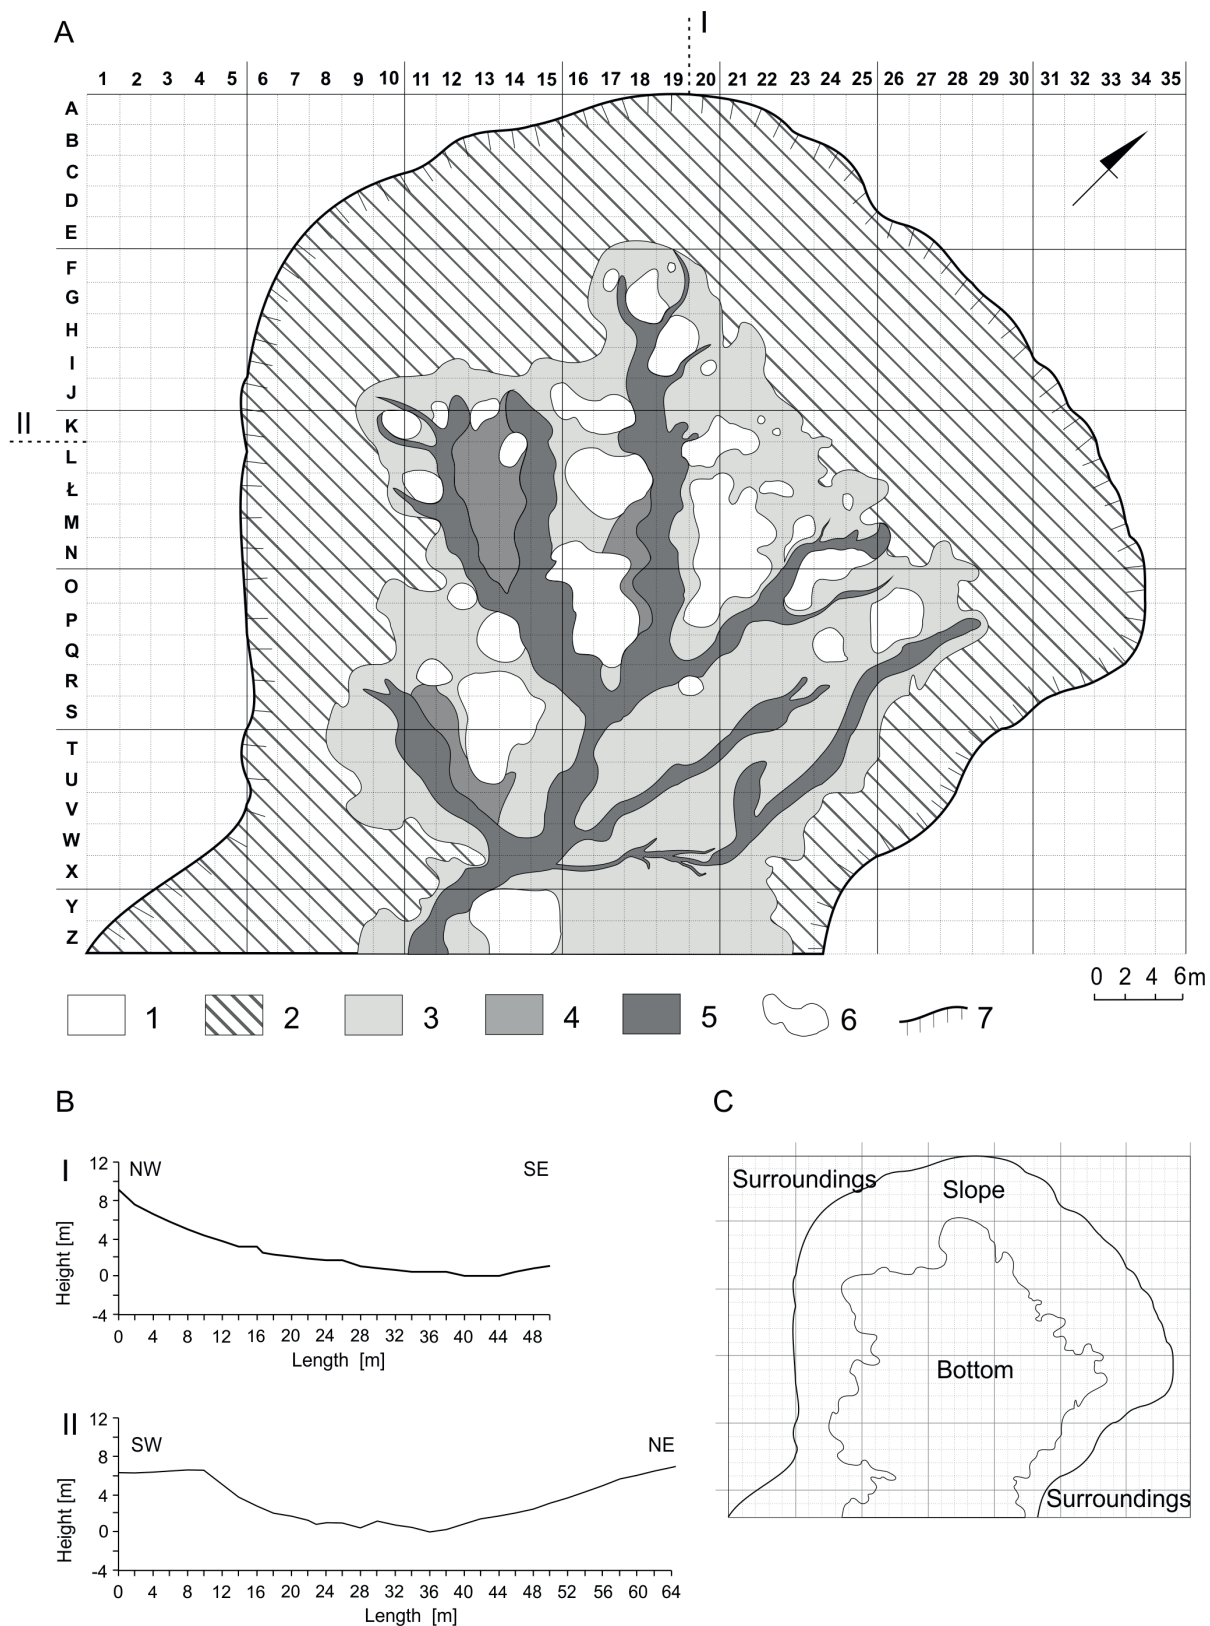 A
I
1 2 3 4 5 6 7 8 9 10 11 12 13 14 15 16 17 18 19 20 21 22 23 24 25 26 27 28 29 30 31 32 33 34 35
A
B
C
D
E
F
G
H
I
J
II
K
L
Ł
M
N
O
P
Q
R
S
T
U
V
W
X
Y
Z
0 2 4 6m
1 2 3 4 5 6 7
B
C
I
NW
SE
Height [m]
12
8
4
0
-4
0 4 8 12 16 20 24 28 32 36 40 44 48
Length [m]
II
SW
NE
Height [m]
12
8
4
0
-4
0 4 8 12 16 20 24 28 32 36 40 44 48 52 56 60 64
Length [m]
Surroundings
Slope
Bottom
Surroundings